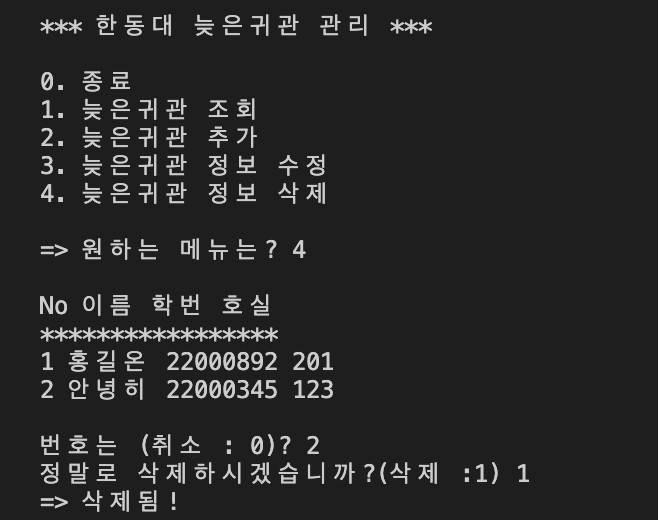 *** 한동대 늦은귀관 관리 ***
0. 종료
1. 늦은귀관 조회
2. 늦은귀관 추가
3. 늦은귀관 정보 수정
4. 늦은귀관 정보 삭제
=> 원하는 메뉴는? 4
No 이름 학번 호실
*****************
1 홍길온 22000892 201
2 안녕히 22000345 123
번호는 (취소 : 0)? 2
정말로 삭제하시겠습니까?(삭제 :1) 1
=> 삭제됨!